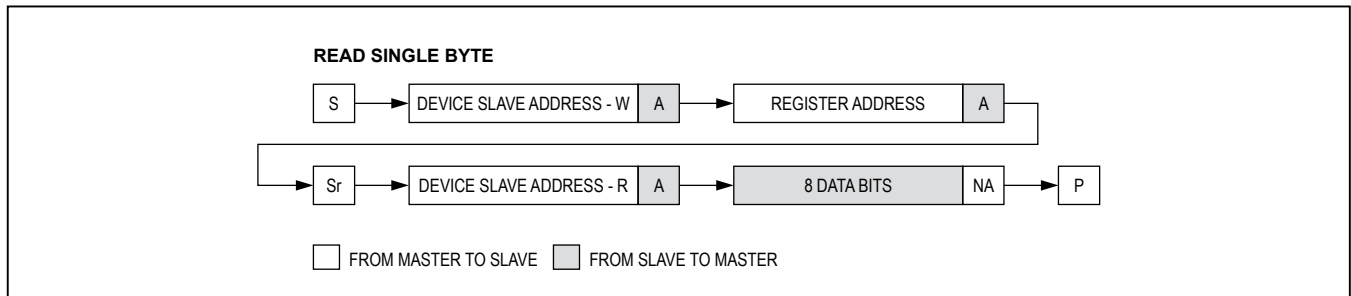 READ SINGLE BYTE
S DEVICE SLAVE ADDRESS - W A REGISTER ADDRESS A
Sr DEVICE SLAVE ADDRESS - R A 8 DATA BITS NA P
FROM MASTER TO SLAVE FROM SLAVE TO MASTER